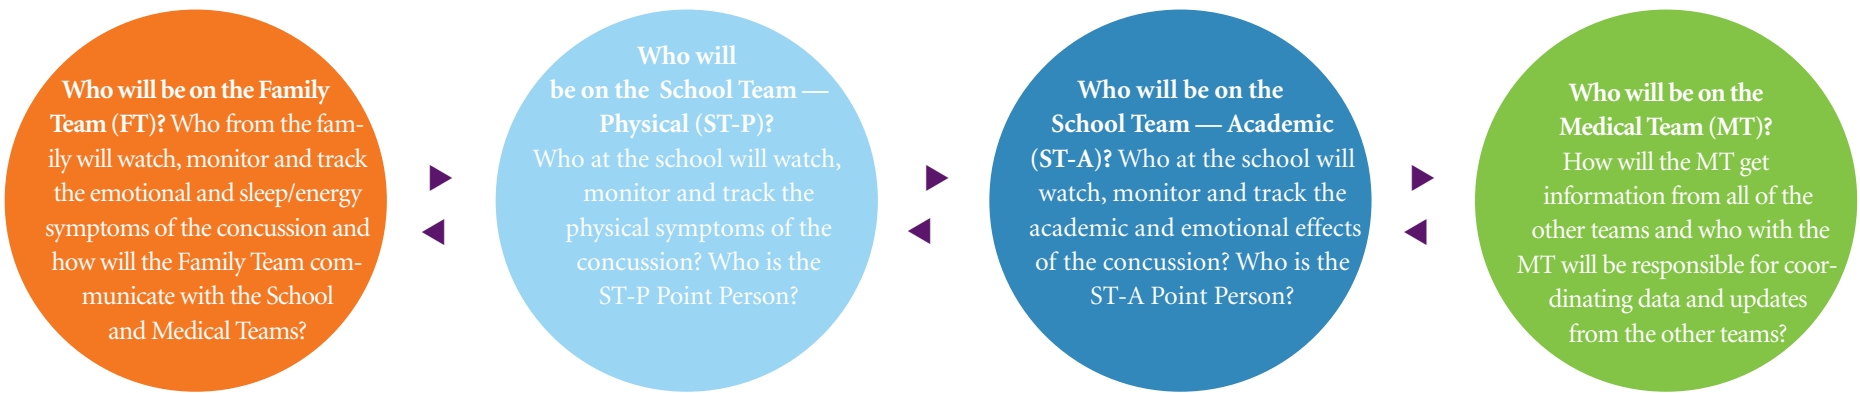 Who will be on the Family
Team (FT)? Who from the fam-
ily will watch, monitor and track
the emotional and sleep/energy
symptoms of the concussion and
how will the Family Team com-
municate with the School
and Medical Teams?
Who will
be on the School Team —
Physical (ST-P)?
Who at the school will watch,
monitor and track the
physical symptoms of the
concussion? Who is the
ST-P Point Person?
Who will be on the
School Team — Academic
(ST-A)? Who at the school will
watch, monitor and track the
academic and emotional effects
of the concussion? Who is the
ST-A Point Person?
Who will be on the
Medical Team (MT)?
How will the MT get
information from all of the
other teams and who with the
MT will be responsible for coor-
dinating data and updates
from the other teams?